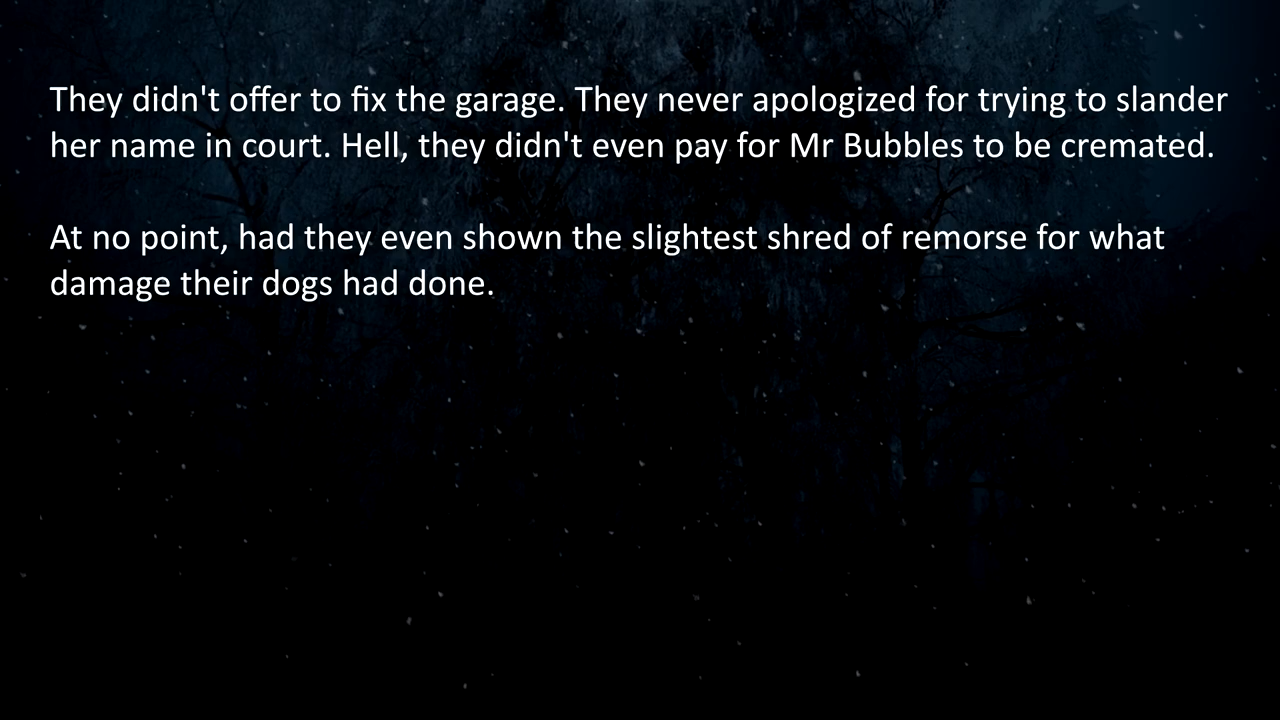 They didn't offer to fix the garage. They never apologized for trying to slander
her name in court. Hell, they didn't even pay for Mr Bubbles to be cremated.
At no point, had they even shown the slightest shred of remorse for what
damage their dogs had done.